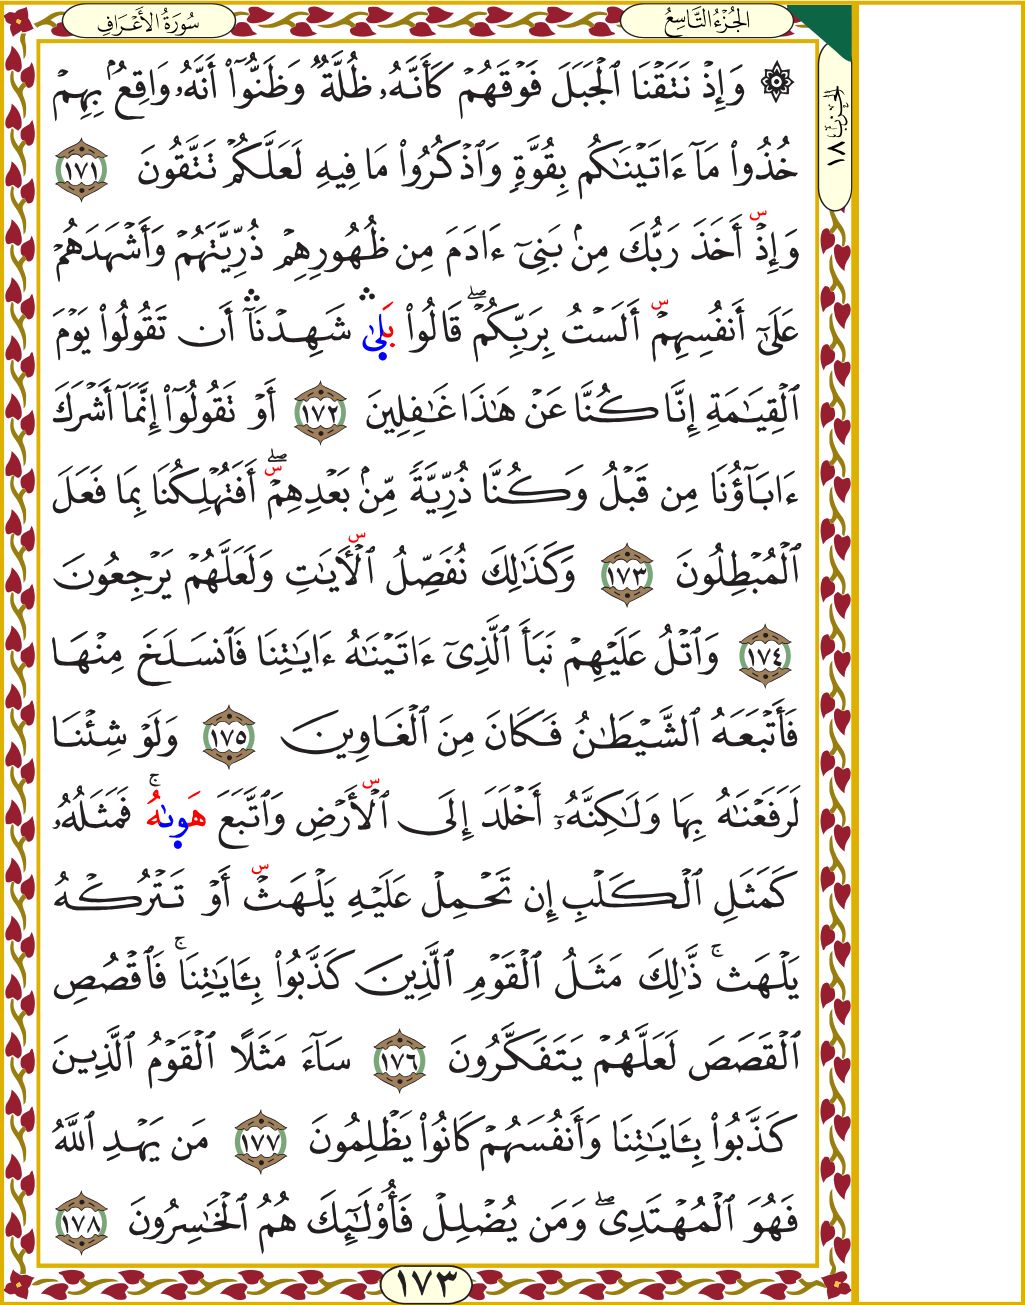 سُورَةُ الأَعْرَافِ
الجُزْءُ التَّاسِعُ
الحِزْبُ ١٨
۞ وَإِذْ نَتَقْنَا ٱلْجَبَلَ فَوْقَهُمْ كَأَنَّهُۥ ظُلَّةٌ وَظَنُّوٓا۟ أَنَّهُۥ وَاقِعٌۢ بِهِمْ
خُذُوا۟ مَآ ءَاتَيْنَـٰكُم بِقُوَّةٍ وَٱذْكُرُوا۟ مَا فِيهِ لَعَلَّكُمْ تَتَّقُونَ ١٧١
وَإِذْ أَخَذَ رَبُّكَ مِنۢ بَنِىٓ ءَادَمَ مِن ظُهُورِهِمْ ذُرِّيَّتَهُمْ وَأَشْهَدَهُمْ
عَلَىٰٓ أَنفُسِهِمْ أَلَسْتُ بِرَبِّكُمْ ۖ قَالُوا۟ بَلَىٰ ۛ شَهِدْنَآ ۛ أَن تَقُولُوا۟ يَوْمَ
ٱلْقِيَـٰمَةِ إِنَّا كُنَّا عَنْ هَـٰذَا غَـٰفِلِينَ ١٧٢ أَوْ تَقُولُوٓا۟ إِنَّمَآ أَشْرَكَ
ءَابَآؤُنَا مِن قَبْلُ وَكُنَّا ذُرِّيَّةً مِّنۢ بَعْدِهِمْ ۖ أَفَتُهْلِكُنَا بِمَا فَعَلَ
ٱلْمُبْطِلُونَ ١٧٣ وَكَذَٰلِكَ نُفَصِّلُ ٱلْـَٔايَـٰتِ وَلَعَلَّهُمْ يَرْجِعُونَ
١٧٤ وَٱتْلُ عَلَيْهِمْ نَبَأَ ٱلَّذِىٓ ءَاتَيْنَـٰهُ ءَايَـٰتِنَا فَٱنسَلَخَ مِنْهَا
فَأَتْبَعَهُ ٱلشَّيْطَـٰنُ فَكَانَ مِنَ ٱلْغَاوِينَ ١٧٥ وَلَوْ شِئْنَا
لَرَفَعْنَـٰهُ بِهَا وَلَـٰكِنَّهُۥٓ أَخْلَدَ إِلَى ٱلْأَرْضِ وَٱتَّبَعَ هَوَىٰهُ ۚ فَمَثَلُهُۥ
كَمَثَلِ ٱلْكَلْبِ إِن تَحْمِلْ عَلَيْهِ يَلْهَثْ أَوْ تَتْرُكْهُ
يَلْهَث ۚ ذَّٰلِكَ مَثَلُ ٱلْقَوْمِ ٱلَّذِينَ كَذَّبُوا۟ بِـَٔايَـٰتِنَا ۚ فَٱقْصُصِ
ٱلْقَصَصَ لَعَلَّهُمْ يَتَفَكَّرُونَ ١٧٦ سَآءَ مَثَلًا ٱلْقَوْمُ ٱلَّذِينَ
كَذَّبُوا۟ بِـَٔايَـٰتِنَا وَأَنفُسَهُمْ كَانُوا۟ يَظْلِمُونَ ١٧٧ مَن يَهْدِ ٱللَّهُ
فَهُوَ ٱلْمُهْتَدِى ۖ وَمَن يُضْلِلْ فَأُو۟لَـٰٓئِكَ هُمُ ٱلْخَـٰسِرُونَ ١٧٨
١٧٣